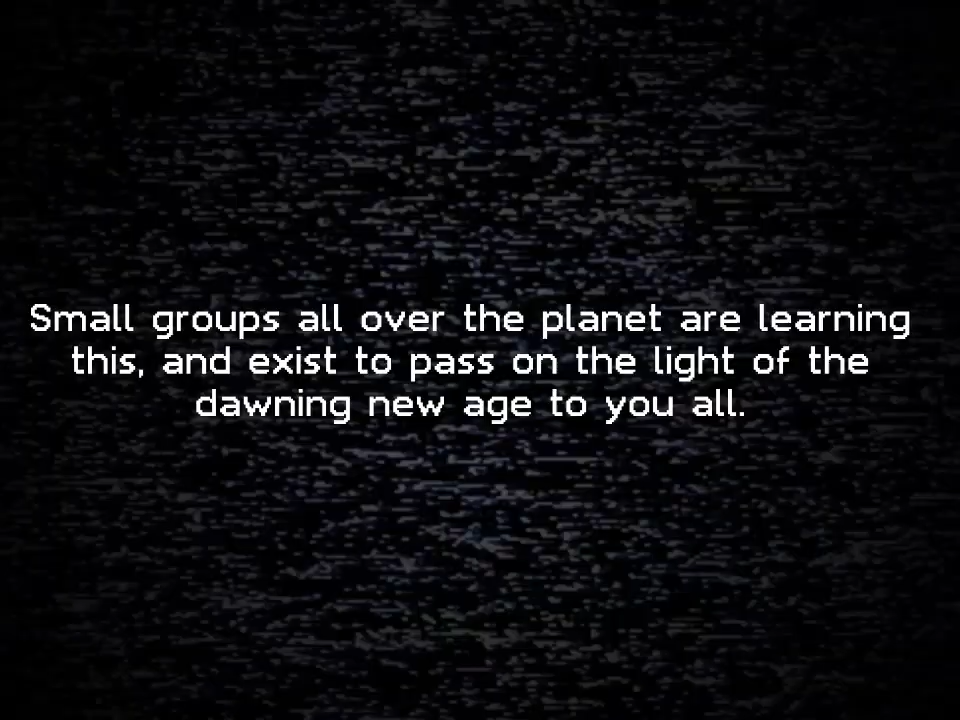 Small groups all over the planet are learning
this, and exist to pass on the light of the
dawning new age to you all.